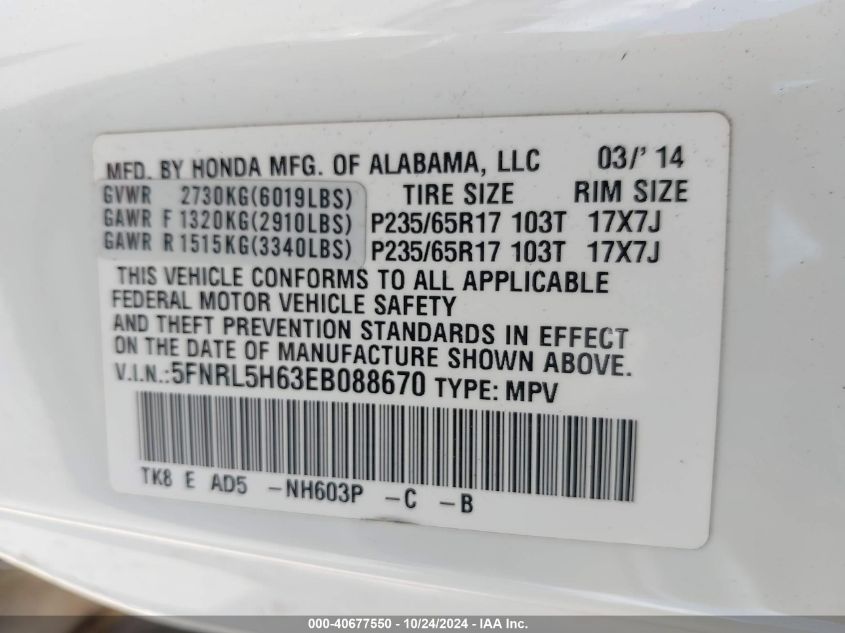 MFD. BY HONDA MFG. OF ALABAMA, LLC 03/' 14
GVWR 2730KG(6019LBS) TIRE SIZE RIM SIZE
GAWR F 1320KG(2910LBS) P235/65R17 103T 17X7J
GAWR R 1515KG(3340LBS) P235/65R17 103T 17X7J
THIS VEHICLE CONFORMS TO ALL APPLICABLE
FEDERAL MOTOR VEHICLE SAFETY
AND THEFT PREVENTION STANDARDS IN EFFECT
ON THE DATE OF MANUFACTURE SHOWN ABOVE.
V.I.N.:5FNRL5H63EB088670 TYPE: MPV
TK8 E AD5 -NH603P -C -B
000-40677550 - 10/24/2024 - IAA Inc.